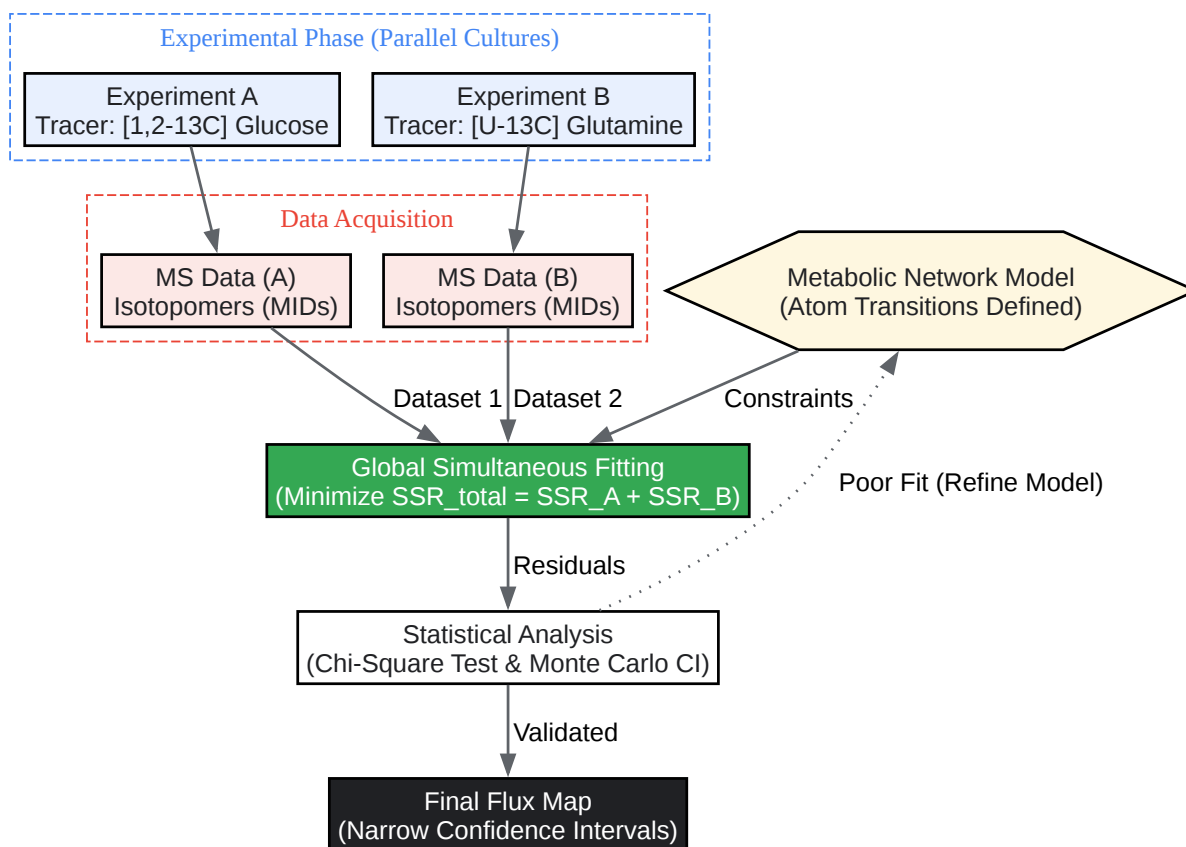 Experimental Phase (Parallel Cultures)
Experiment A
Tracer: [1,2-13C] Glucose
Experiment B
Tracer: [U-13C] Glutamine
Data Acquisition
MS Data (A)
Isotopomers (MIDs)
MS Data (B)
Isotopomers (MIDs)
Metabolic Network Model
(Atom Transitions Defined)
Dataset 1
Dataset 2
Constraints
Global Simultaneous Fitting
(Minimize SSR_total = SSR_A + SSR_B)
Poor Fit (Refine Model)
Residuals
Statistical Analysis
(Chi-Square Test & Monte Carlo CI)
Validated
Final Flux Map
(Narrow Confidence Intervals)